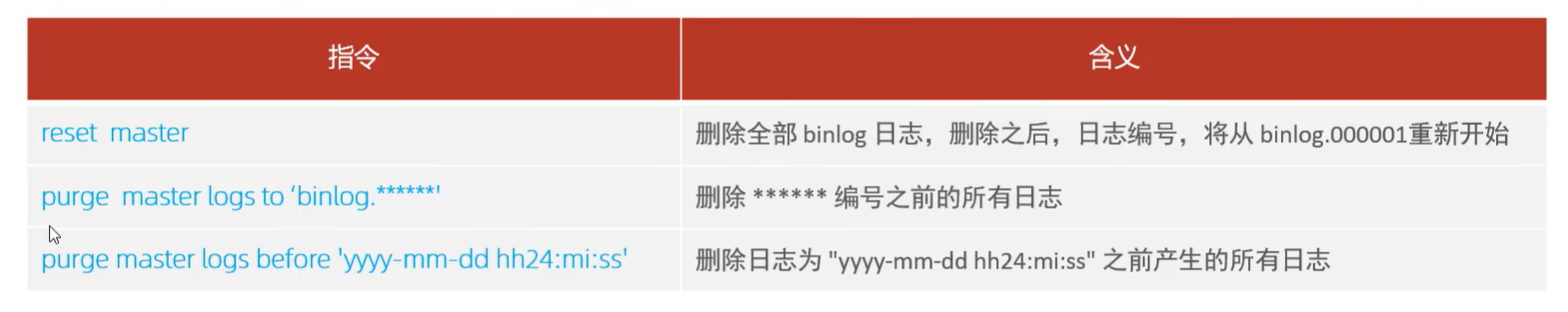 指令
含义
reset master
删除全部 binlog 日志，删除之后，日志编号，将从 binlog.000001重新开始
purge master logs to ‘binlog.******'
删除 ****** 编号之前的所有日志
purge master logs before 'yyyy-mm-dd hh24:mi:ss'
删除日志为 "yyyy-mm-dd hh24:mi:ss" 之前产生的所有日志